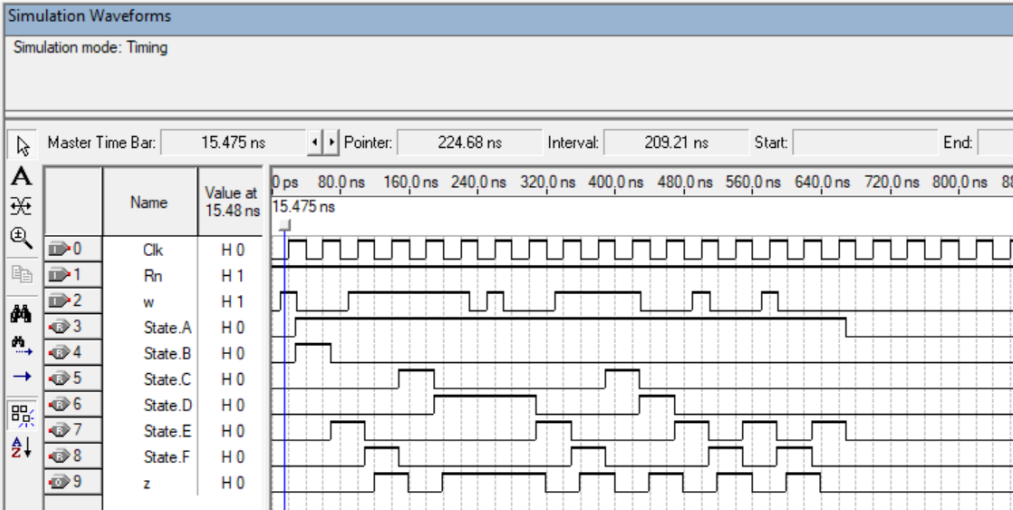 Simulation Waveforms
Simulation mode: Timing
Master Time Bar: 15.475 ns Pointer: 224.68 ns Interval: 209.21 ns Start: End:
Name Value at 15.48 ns
0 ps 80.0 ns 160.0 ns 240.0 ns 320.0 ns 400.0 ns 480.0 ns 560.0 ns 640.0 ns 720.0 ns 800.0 ns 88
15.475 ns
0 Clk H 0
1 Rn H 1
2 w H 1
3 State.A H 0
4 State.B H 0
5 State.C H 0
6 State.D H 0
7 State.E H 0
8 State.F H 0
9 z H 0